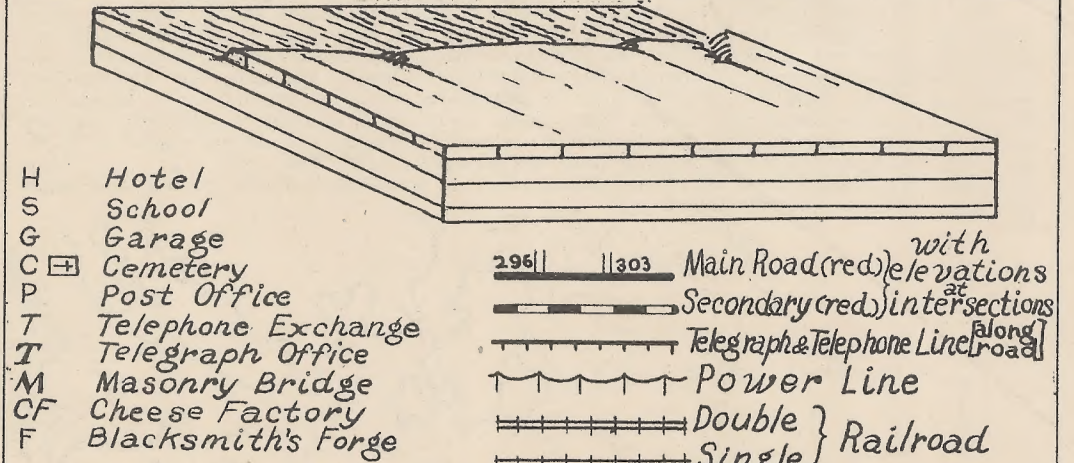 H Hotel
S School
G Garage
C Cemetery
P Post Office
T Telephone Exchange
T Telegraph Office
M Masonry Bridge
CF Cheese Factory
F Blacksmith's Forge
296 303 Main Road (red) } with elevations at intersections
Secondary (red)
Telegraph & Telephone Line [along road]
Power Line
Double } Railroad
Single